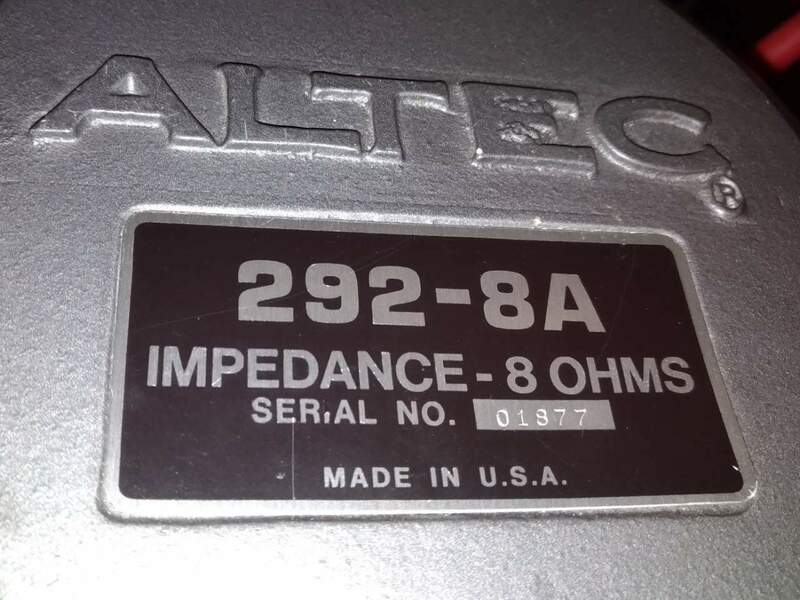 ALTEC®
292-8A
IMPEDANCE - 8 OHMS
SERIAL NO. 01877
MADE IN U.S.A.